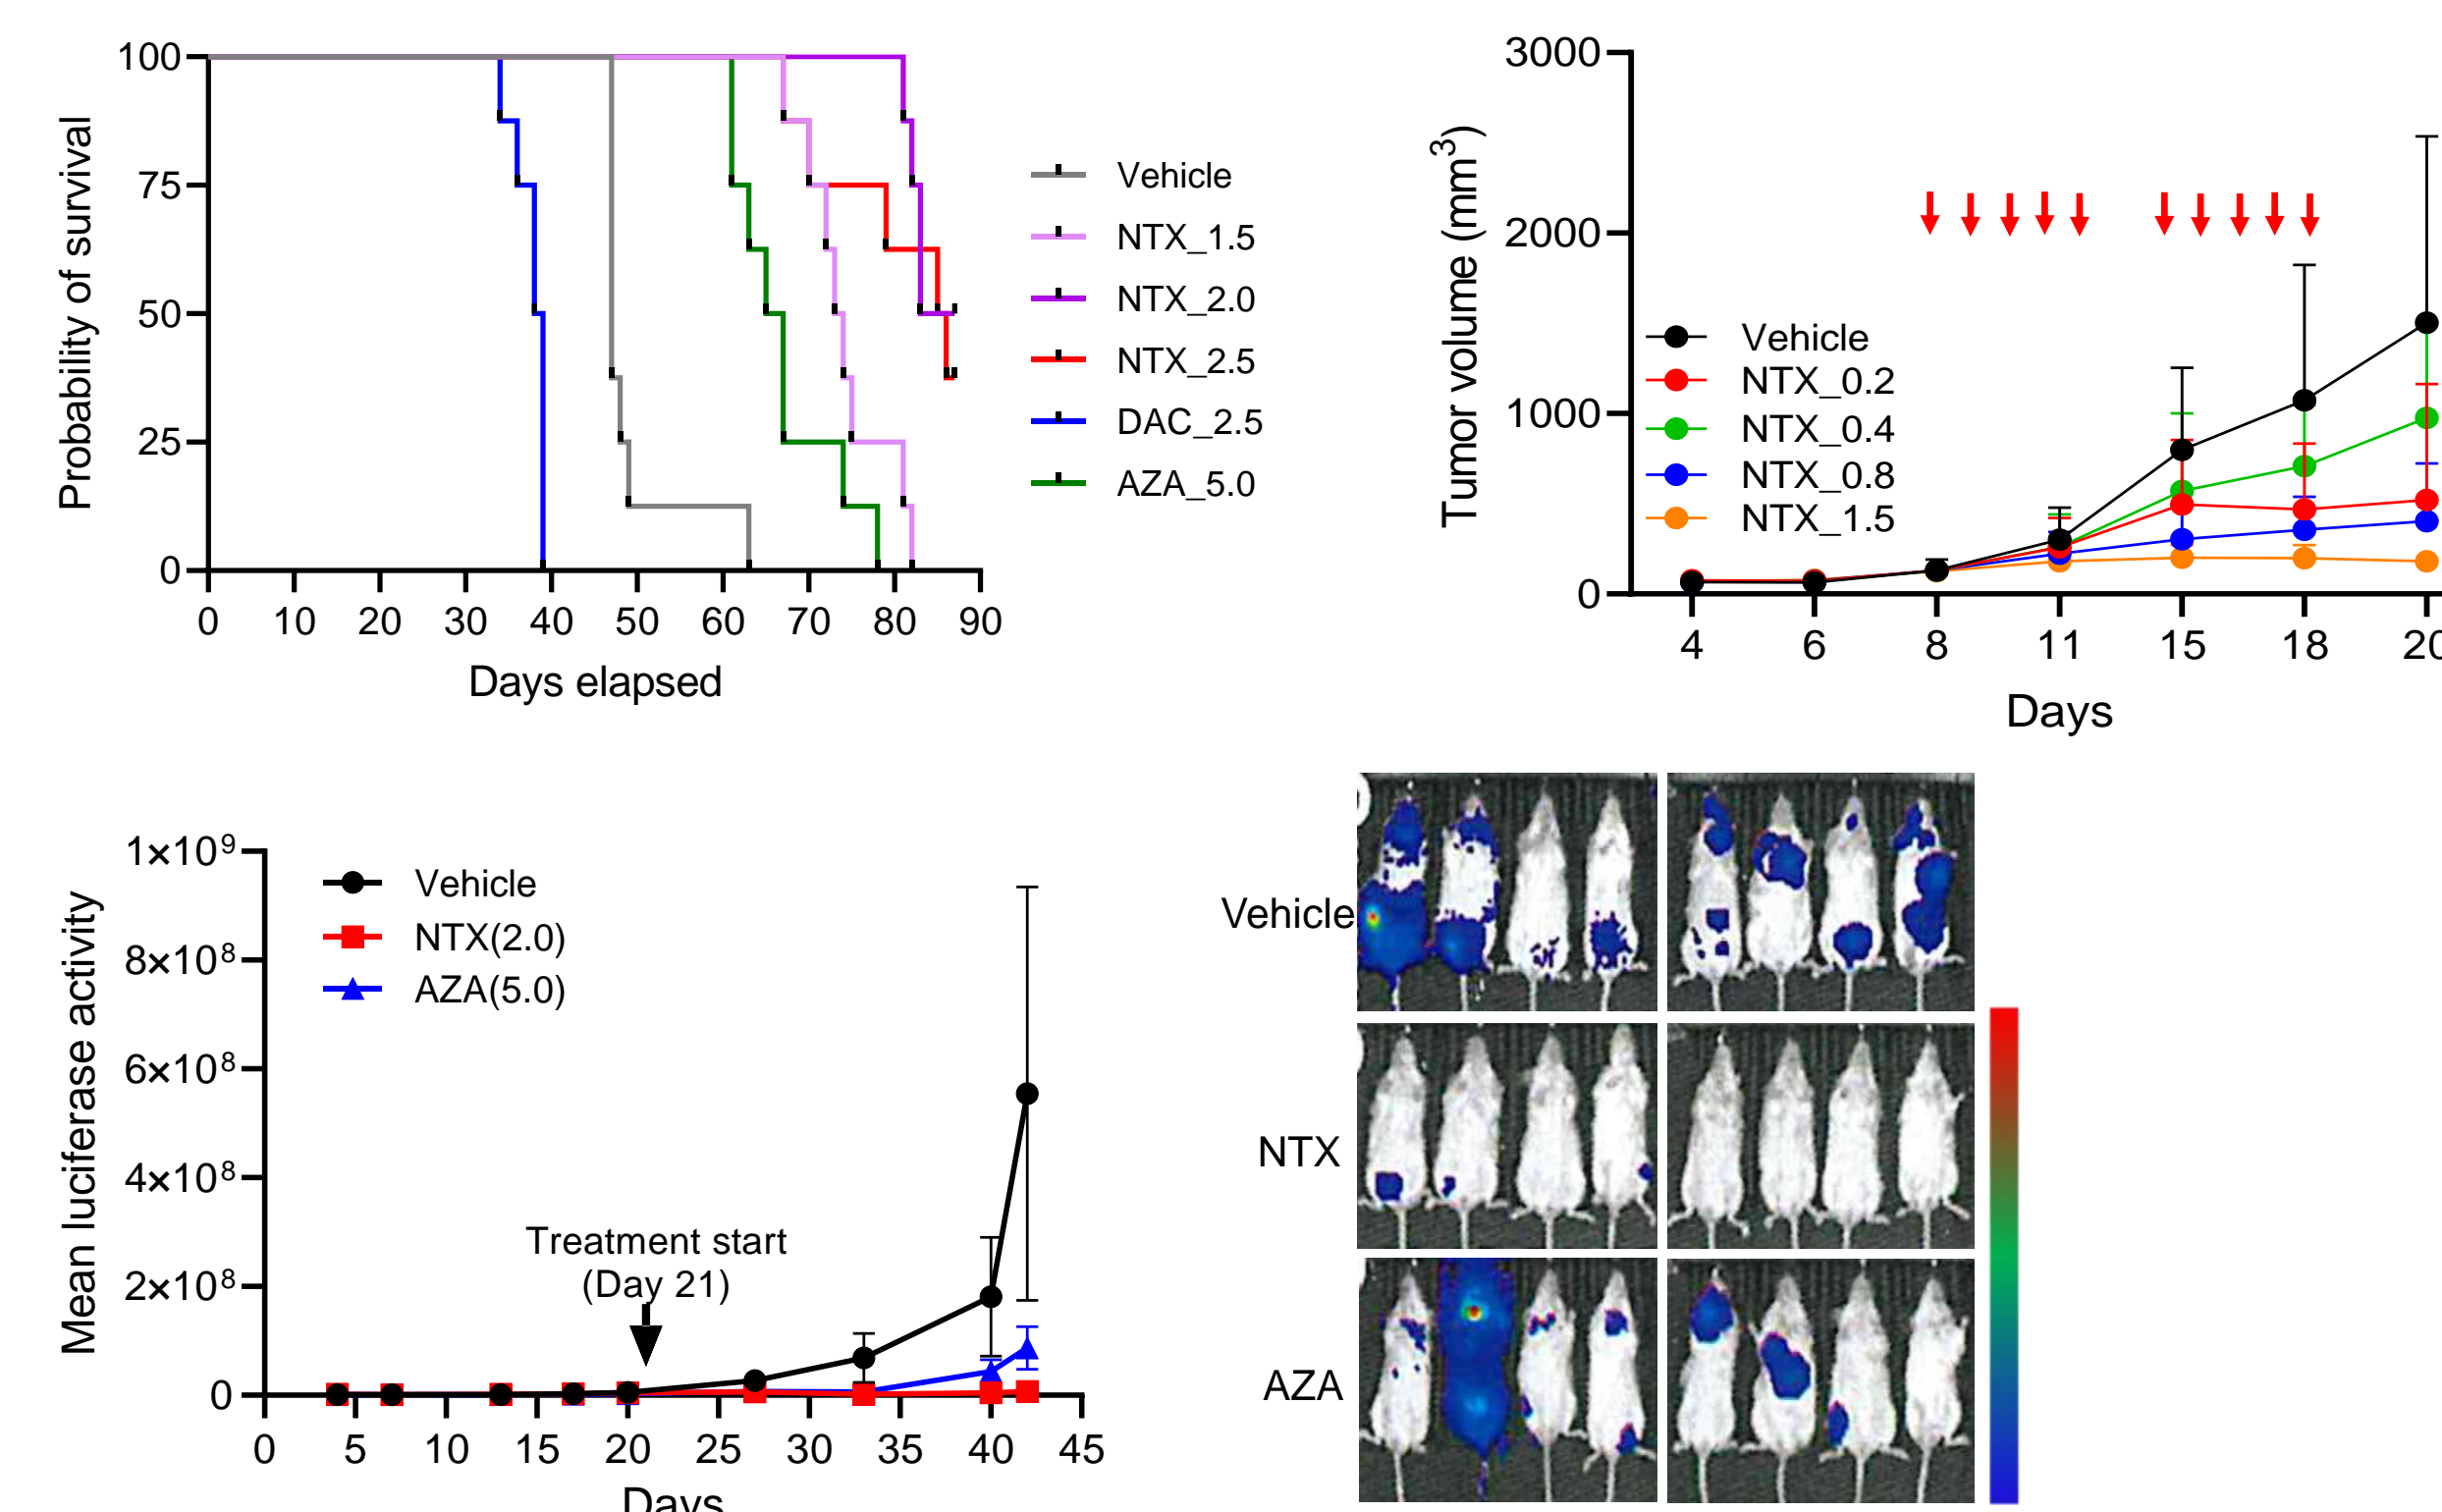 100
75
50
25
0
Probability of survival
0 10 20 30 40 50 60 70 80 90
Days elapsed
Vehicle
NTX_1.5
NTX_2.0
NTX_2.5
DAC_2.5
AZA_5.0
3000
2000
1000
0
Tumor volume (mm³)
Vehicle
NTX_0.2
NTX_0.4
NTX_0.8
NTX_1.5
4 6 8 11 15 18 20
Days
1×10⁹
8×10⁸
6×10⁸
4×10⁸
2×10⁸
0
Mean luciferase activity
Vehicle
NTX(2.0)
AZA(5.0)
Treatment start
(Day 21)
0 5 10 15 20 25 30 35 40 45
Days
Vehicle
NTX
AZA